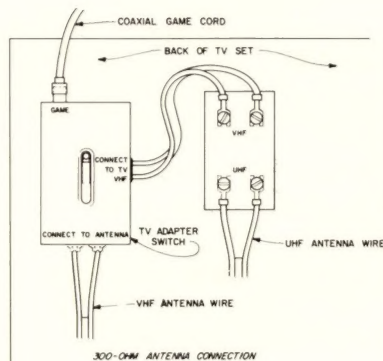 COAXIAL GAME CORD
BACK OF TV SET
GAME
CONNECT
TO TV
VHF
VHF
UHF
CONNECT TO ANTENNA
TV ADAPTER
SWITCH
UHF ANTENNA WIRE
VHF ANTENNA WIRE
300-OHM ANTENNA CONNECTION